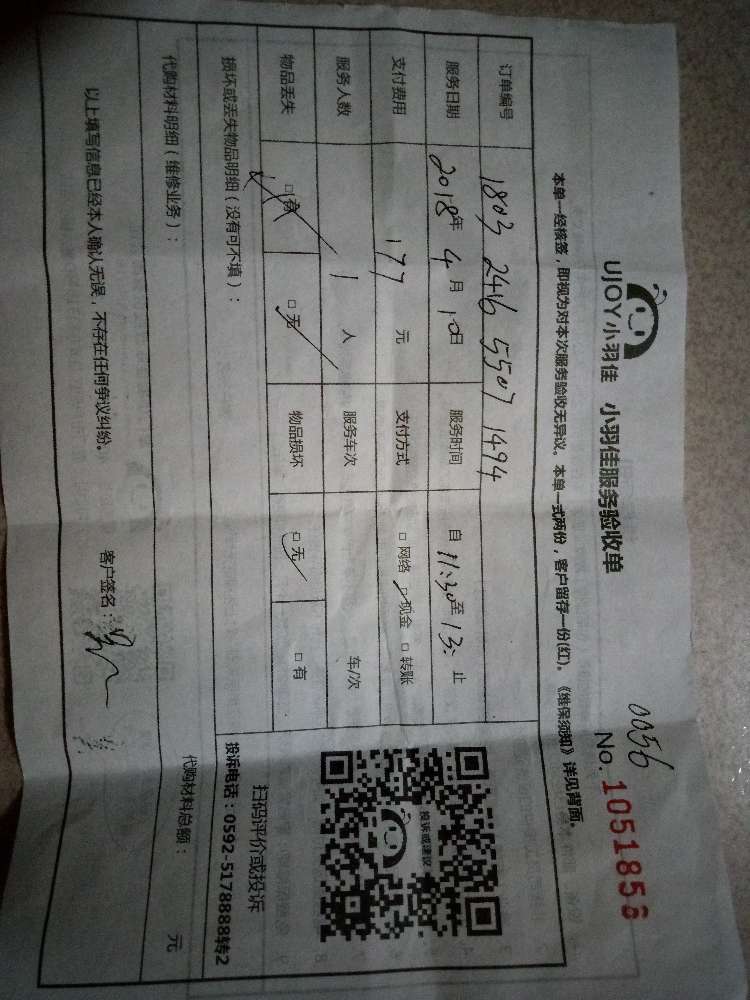 UJOY小羽佳 小羽佳服务验收单
0056
No. 1051856
本单一经核签，即视为对本次服务验收无异议。本单一式两份，客户留存一份(红)。《维保须知》详见背面。
订单编号 1803 246 5507 1494
服务日期 2018年 4月 10日 服务时间 自 11:30 至 13: 止
支付费用 177 元 支付方式 □ 网络 □ 现金 □ 转账
服务人数 1 人 服务车次 车/次
物品丢失 □ 有 □ 无 物品损坏 □ 无 □ 有
损坏或丢失物品明细（没有可不填）：
代购材料明细（维修业务）： 代购材料总额： 元
以上填写信息已经本人确认无误，不存在任何争议纠纷。 客户签名：
投诉或建议
扫码评价或投诉
投诉电话：0592-5178888转2